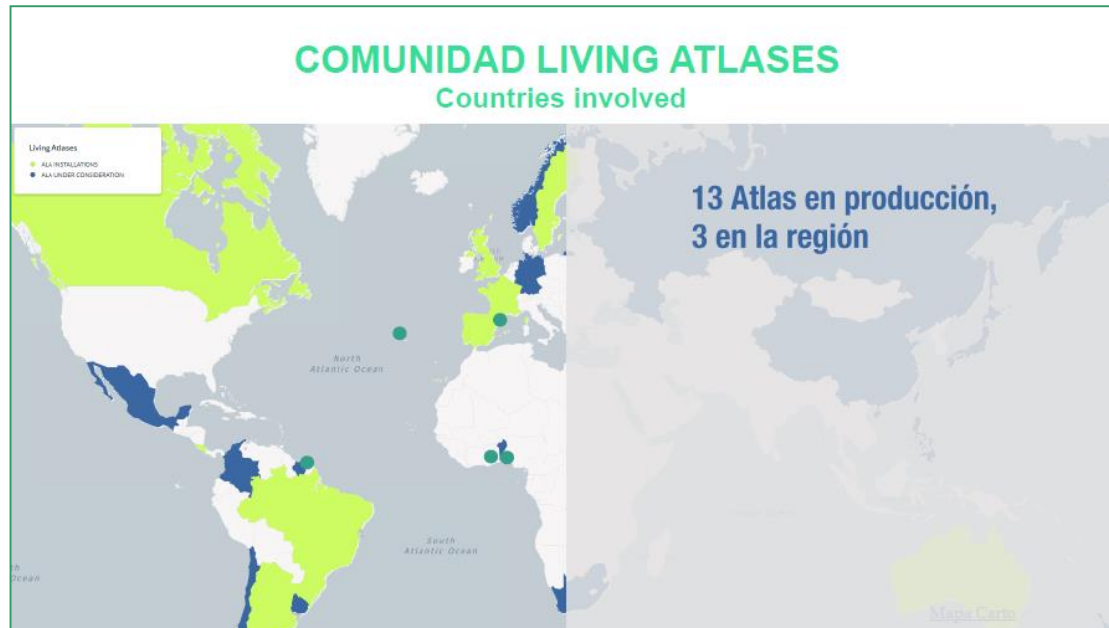 COMUNIDAD LIVING ATLASES
Countries involved
Living Atlases
ALA INSTALLATIONS
ALA UNDER CONSIDERATION
13 Atlas en producción,
3 en la región
North
Atlantic Ocean
South
Atlantic Ocean
Ocean
Mapa Carto